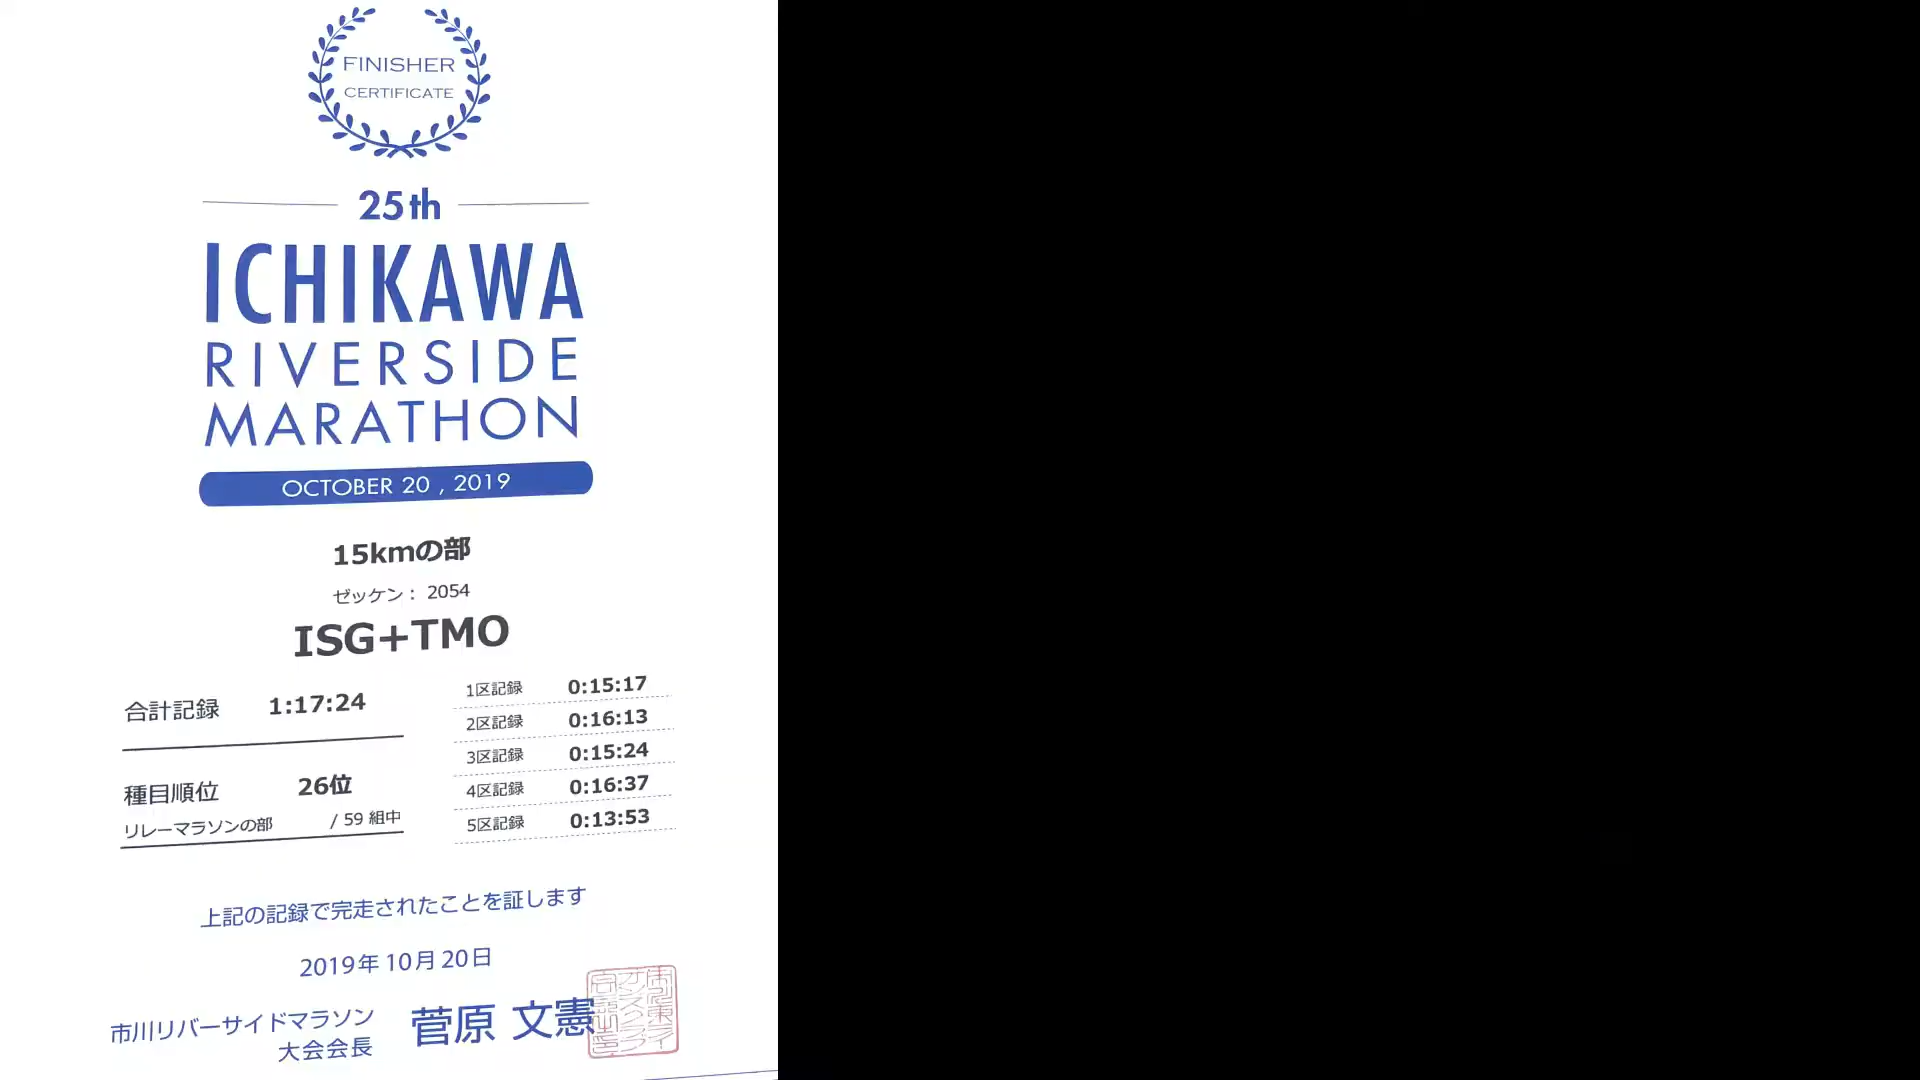 FINISHER
CERTIFICATE
25th
ICHIKAWA
RIVERSIDE
MARATHON
OCTOBER 20 , 2019
15kmの部
ゼッケン： 2054
ISG+TMO
合計記録 1:17:24
種目順位 26位
リレーマラソンの部 / 59 組中
1区記録 0:15:17
2区記録 0:16:13
3区記録 0:15:24
4区記録 0:16:37
5区記録 0:13:53
上記の記録で完走されたことを証します
2019年 10月 20日
市川リバーサイドマラソン
大会会長 菅原 文憲